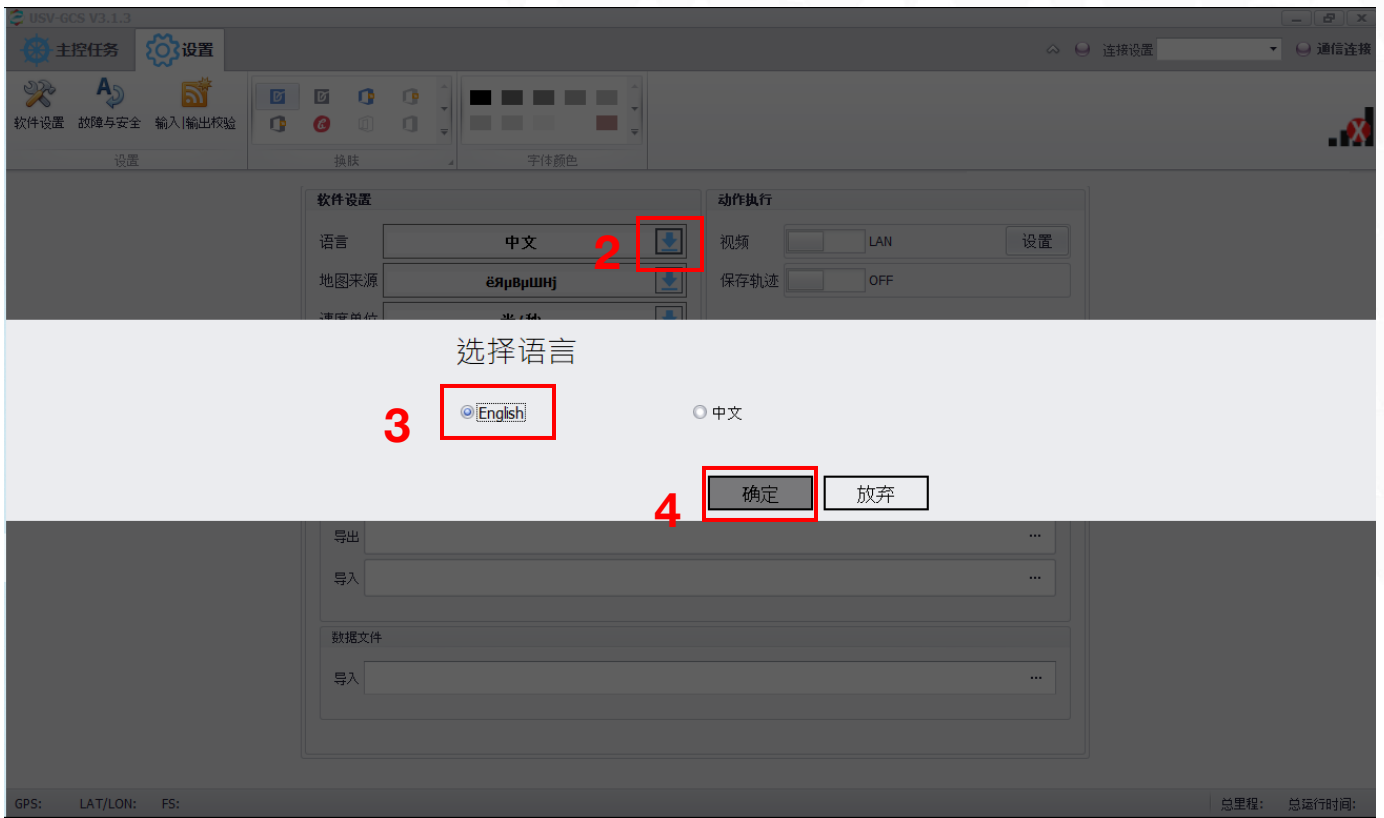 USV-GCS V3.1.3
主控任务 设置 连接设置 通信连接
软件设置 故障与安全 输入|输出校验
设置 换肤 字体颜色
软件设置 动作执行
语言 中文 2 视频 LAN 设置
地图来源 ёЯµВµШНј 保存轨迹 OFF
速度单位 米/秒
选择语言
3 English 中文
4 确定 放弃
导出 ...
导入 ...
数据文件
导入 ...
GPS: LAT/LON: FS: 总里程: 总运行时间: